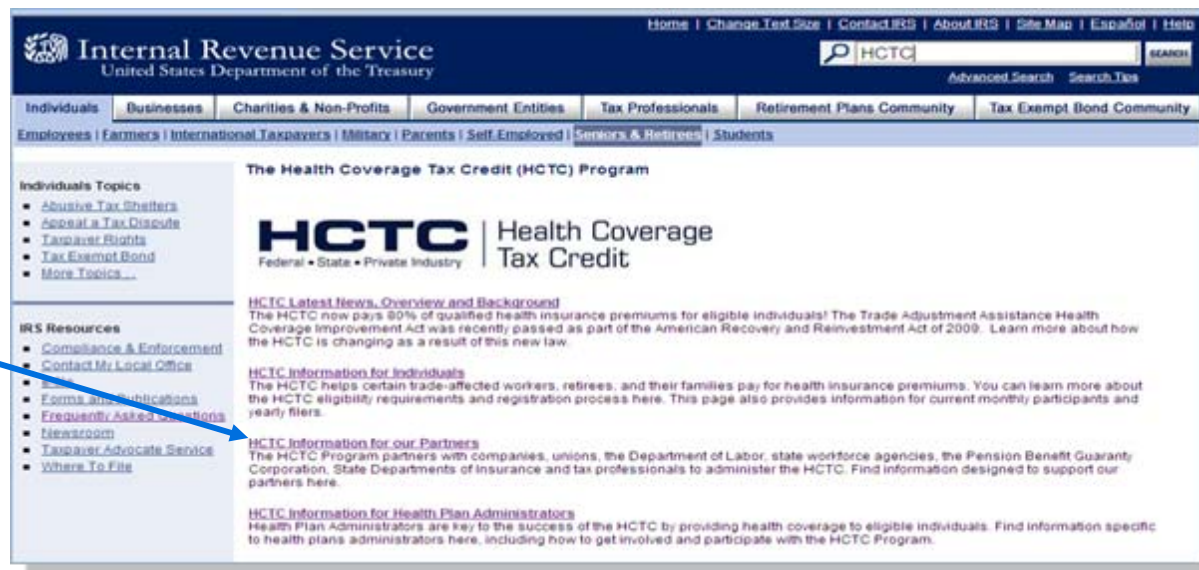 Home | Change Text Size | Contact IRS | About IRS | Site Map | Español | Help
Internal Revenue Service
United States Department of the Treasury
HCTC
SEARCH
Advanced Search Search Tips
Individuals Businesses Charities & Non-Profits Government Entities Tax Professionals Retirement Plans Community Tax Exempt Bond Community
Employees | Farmers | International Taxpayers | Military | Parents | Self-Employed | Seniors & Retirees | Students
Individuals Topics
Abusive Tax Shelters
Appeal a Tax Dispute
Taxpayer Rights
Tax Exempt Bond
More Topics ...
IRS Resources
Compliance & Enforcement
Contact My Local Office
Forms and Publications
Frequently Asked Questions
Newsroom
Taxpayer Advocate Service
Where To File
The Health Coverage Tax Credit (HCTC) Program
HCTC
Federal • State • Private Industry
Health Coverage
Tax Credit
HCTC Latest News, Overview and Background
The HCTC now pays 80% of qualified health insurance premiums for eligible individuals! The Trade Adjustment Assistance Health
Coverage Improvement Act was recently passed as part of the American Recovery and Reinvestment Act of 2009. Learn more about how
the HCTC is changing as a result of this new law.
HCTC Information for Individuals
The HCTC helps certain trade-affected workers, retirees, and their families pay for health insurance premiums. You can learn more about
the HCTC eligibility requirements and registration process here. This page also provides information for current monthly participants and
yearly filers.
HCTC Information for our Partners
The HCTC Program partners with companies, unions, the Department of Labor, state workforce agencies, the Pension Benefit Guaranty
Corporation, State Departments of Insurance and tax professionals to administer the HCTC. Find information designed to support our
partners here.
HCTC Information for Health Plan Administrators
Health Plan Administrators are key to the success of the HCTC by providing health coverage to eligible individuals. Find information specific
to health plans administrators here, including how to get involved and participate with the HCTC Program.